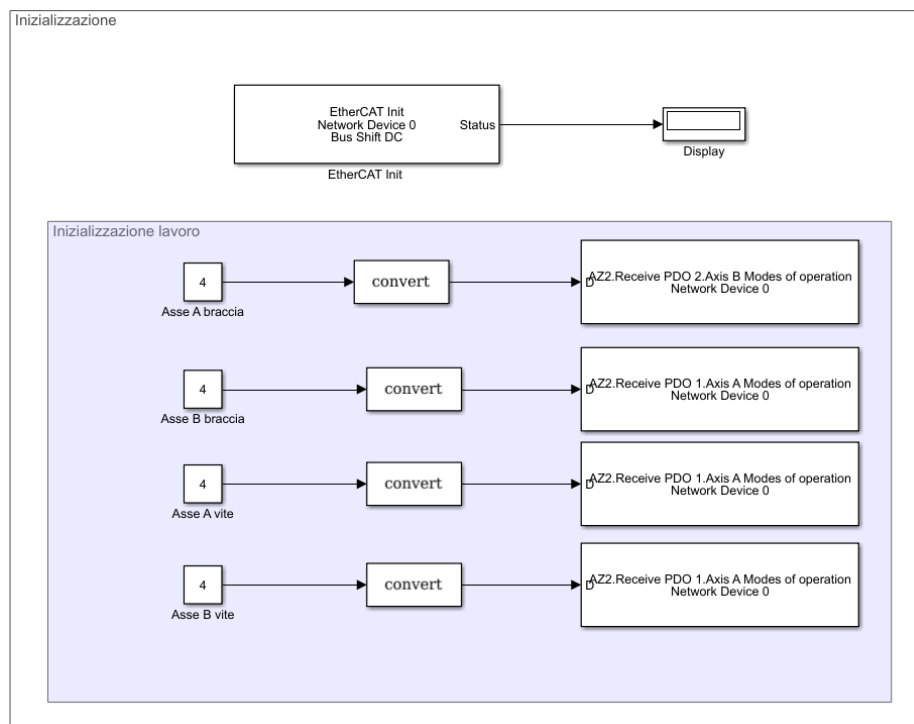 Inizializzazione
EtherCAT Init
Network Device 0
Bus Shift DC
Status
EtherCAT Init
Display
Inizializzazione lavoro
4
Asse A braccia
convert
D
AZ2.Receive PDO 2.Axis B Modes of operation
Network Device 0
4
Asse B braccia
convert
D
AZ2.Receive PDO 1.Axis A Modes of operation
Network Device 0
4
Asse A vite
convert
D
AZ2.Receive PDO 1.Axis A Modes of operation
Network Device 0
4
Asse B vite
convert
D
AZ2.Receive PDO 1.Axis A Modes of operation
Network Device 0